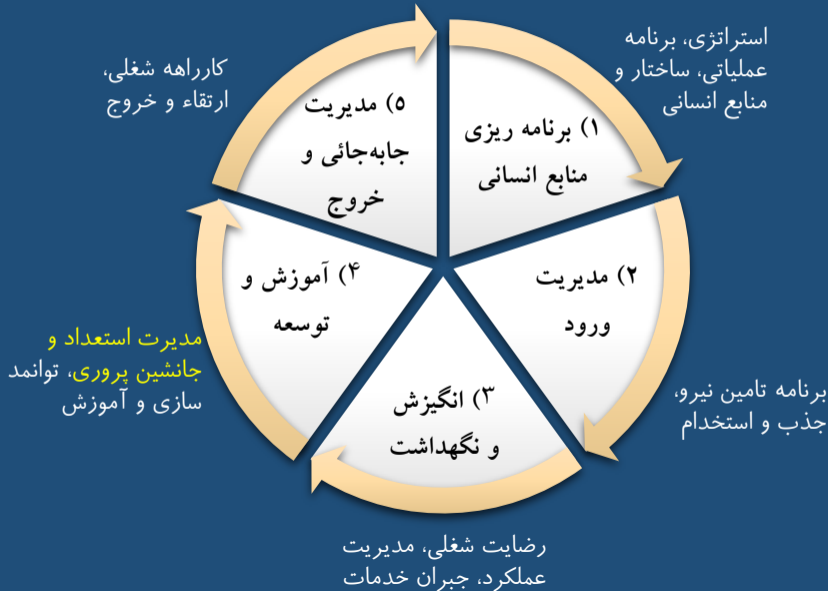 استراتژی، برنامه
عملیاتی، ساختار و
منابع انسانی
۱) برنامه ریزی
منابع انسانی
۲) مدیریت
ورود
برنامه تامین نیرو،
جذب و استخدام
۳) انگیزش
و نگهداشت
رضایت شغلی، مدیریت
عملکرد، جبران خدمات
۴) آموزش و
توسعه
مدیرت استعداد و
جانشین پروری، توانمد
سازی و آموزش
۵) مدیریت
جابه‌جائی و
خروج
کارراهه شغلی،
ارتقاء و خروج